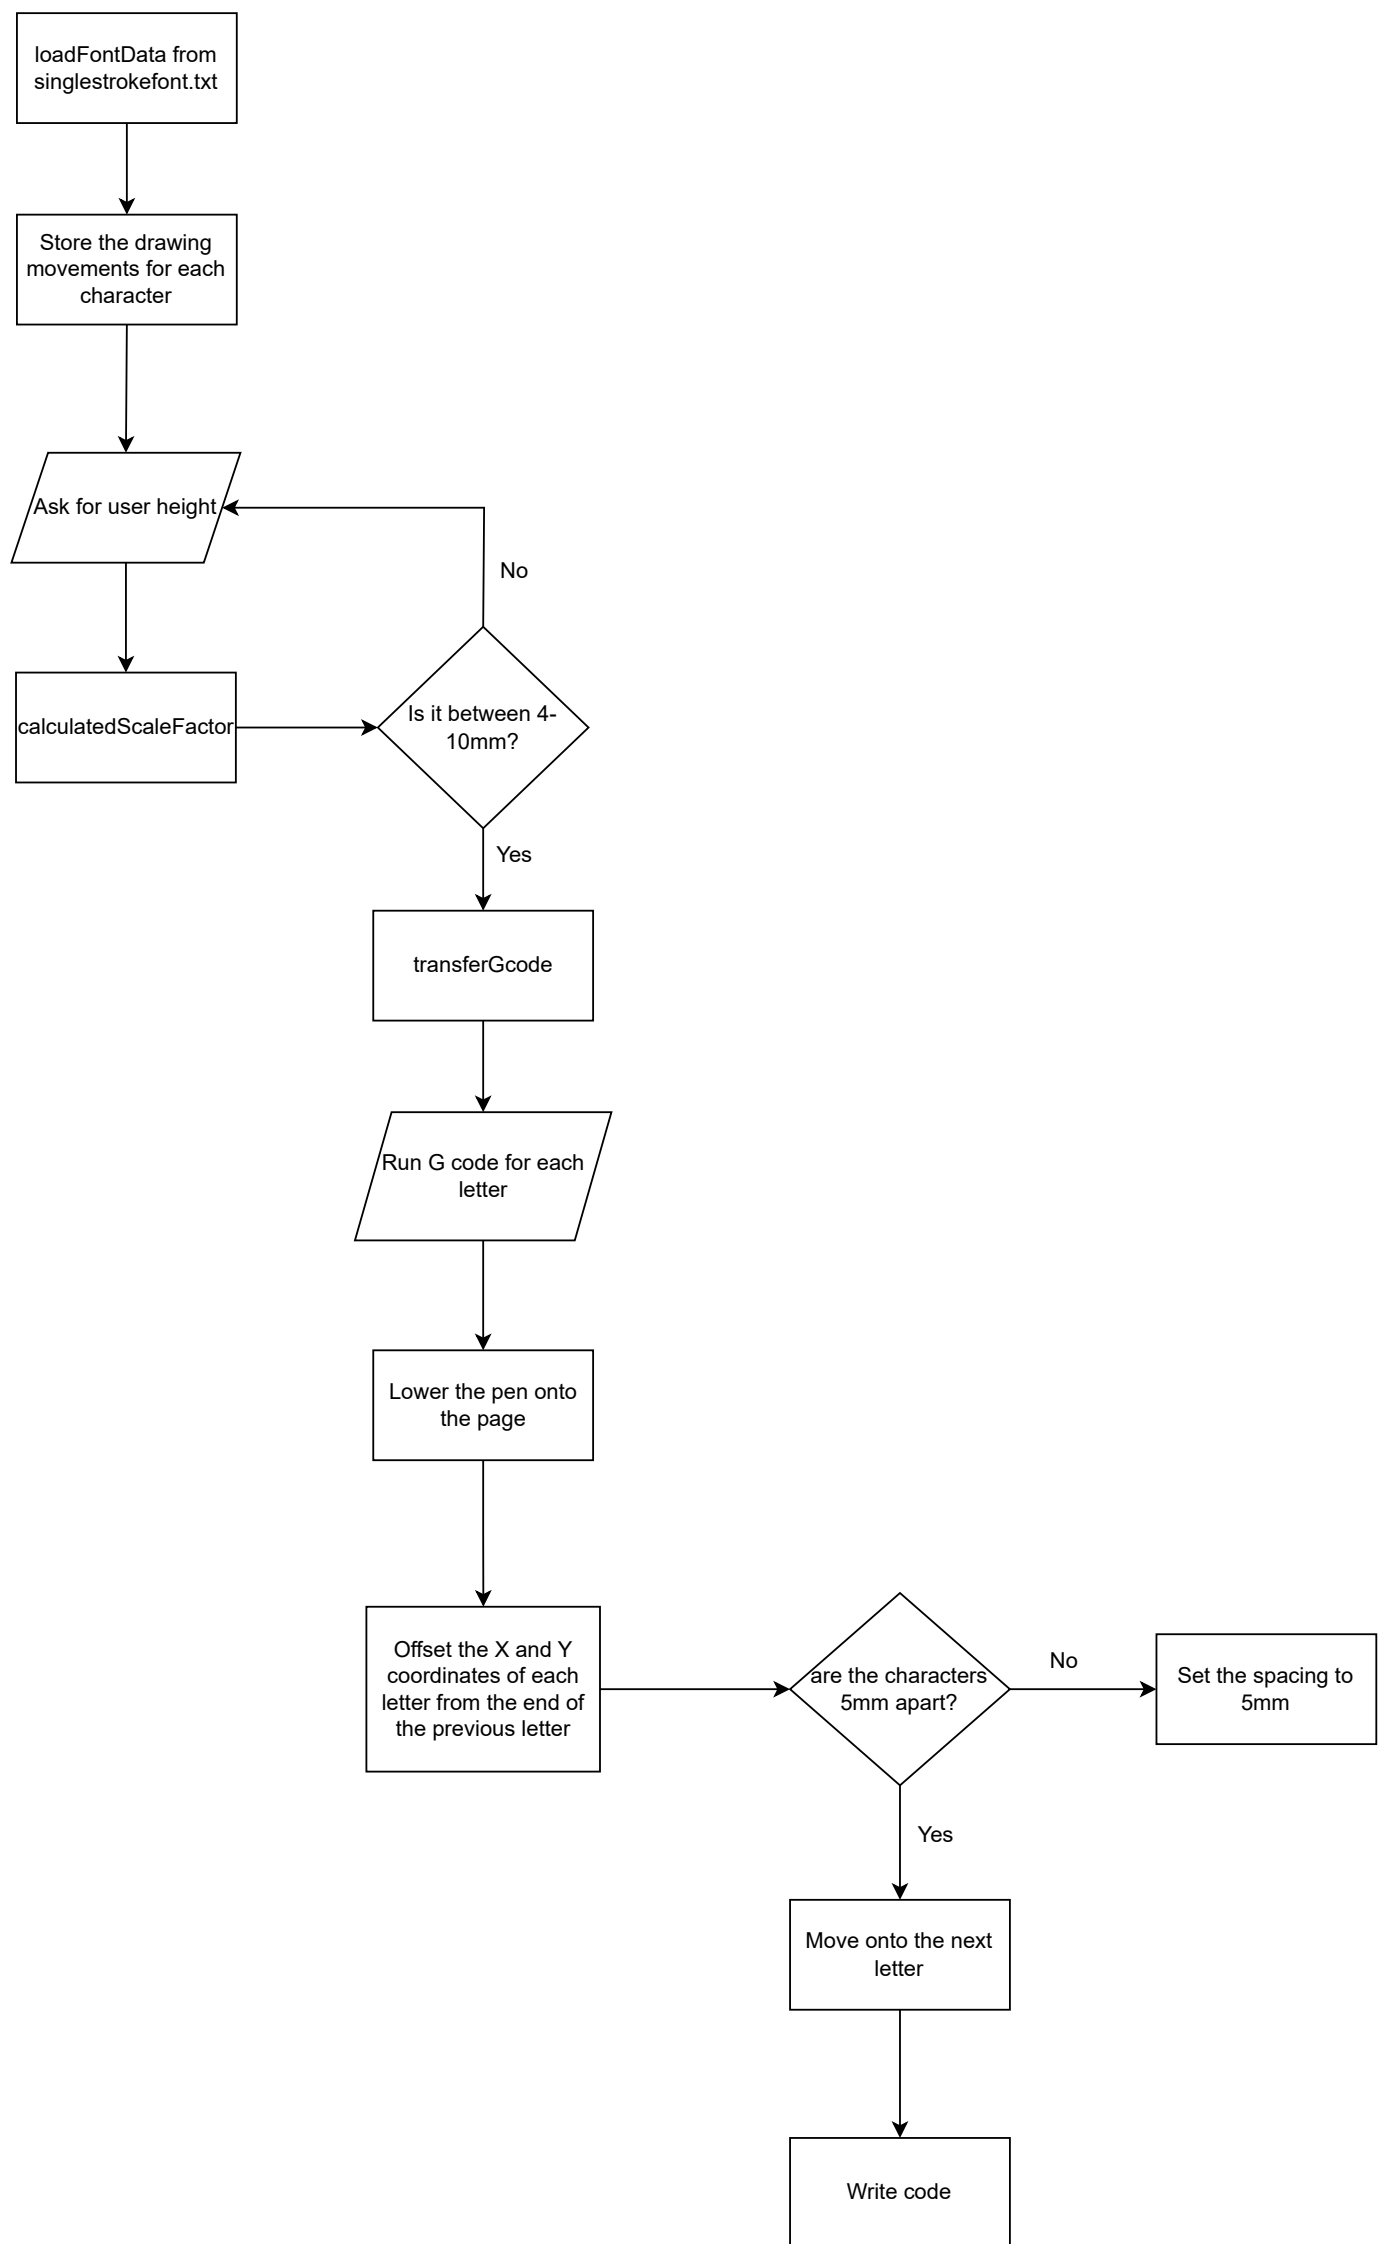 loadFontData from
singlestrokefont.txt
Store the drawing
movements for each
character
Ask for user height
No
calculatedScaleFactor
Is it between 4-
10mm?
Yes
transferGcode
Run G code for each
letter
Lower the pen onto
the page
Offset the X and Y
coordinates of each
letter from the end of
the previous letter
are the characters
5mm apart?
No
Set the spacing to
5mm
Yes
Move onto the next
letter
Write code